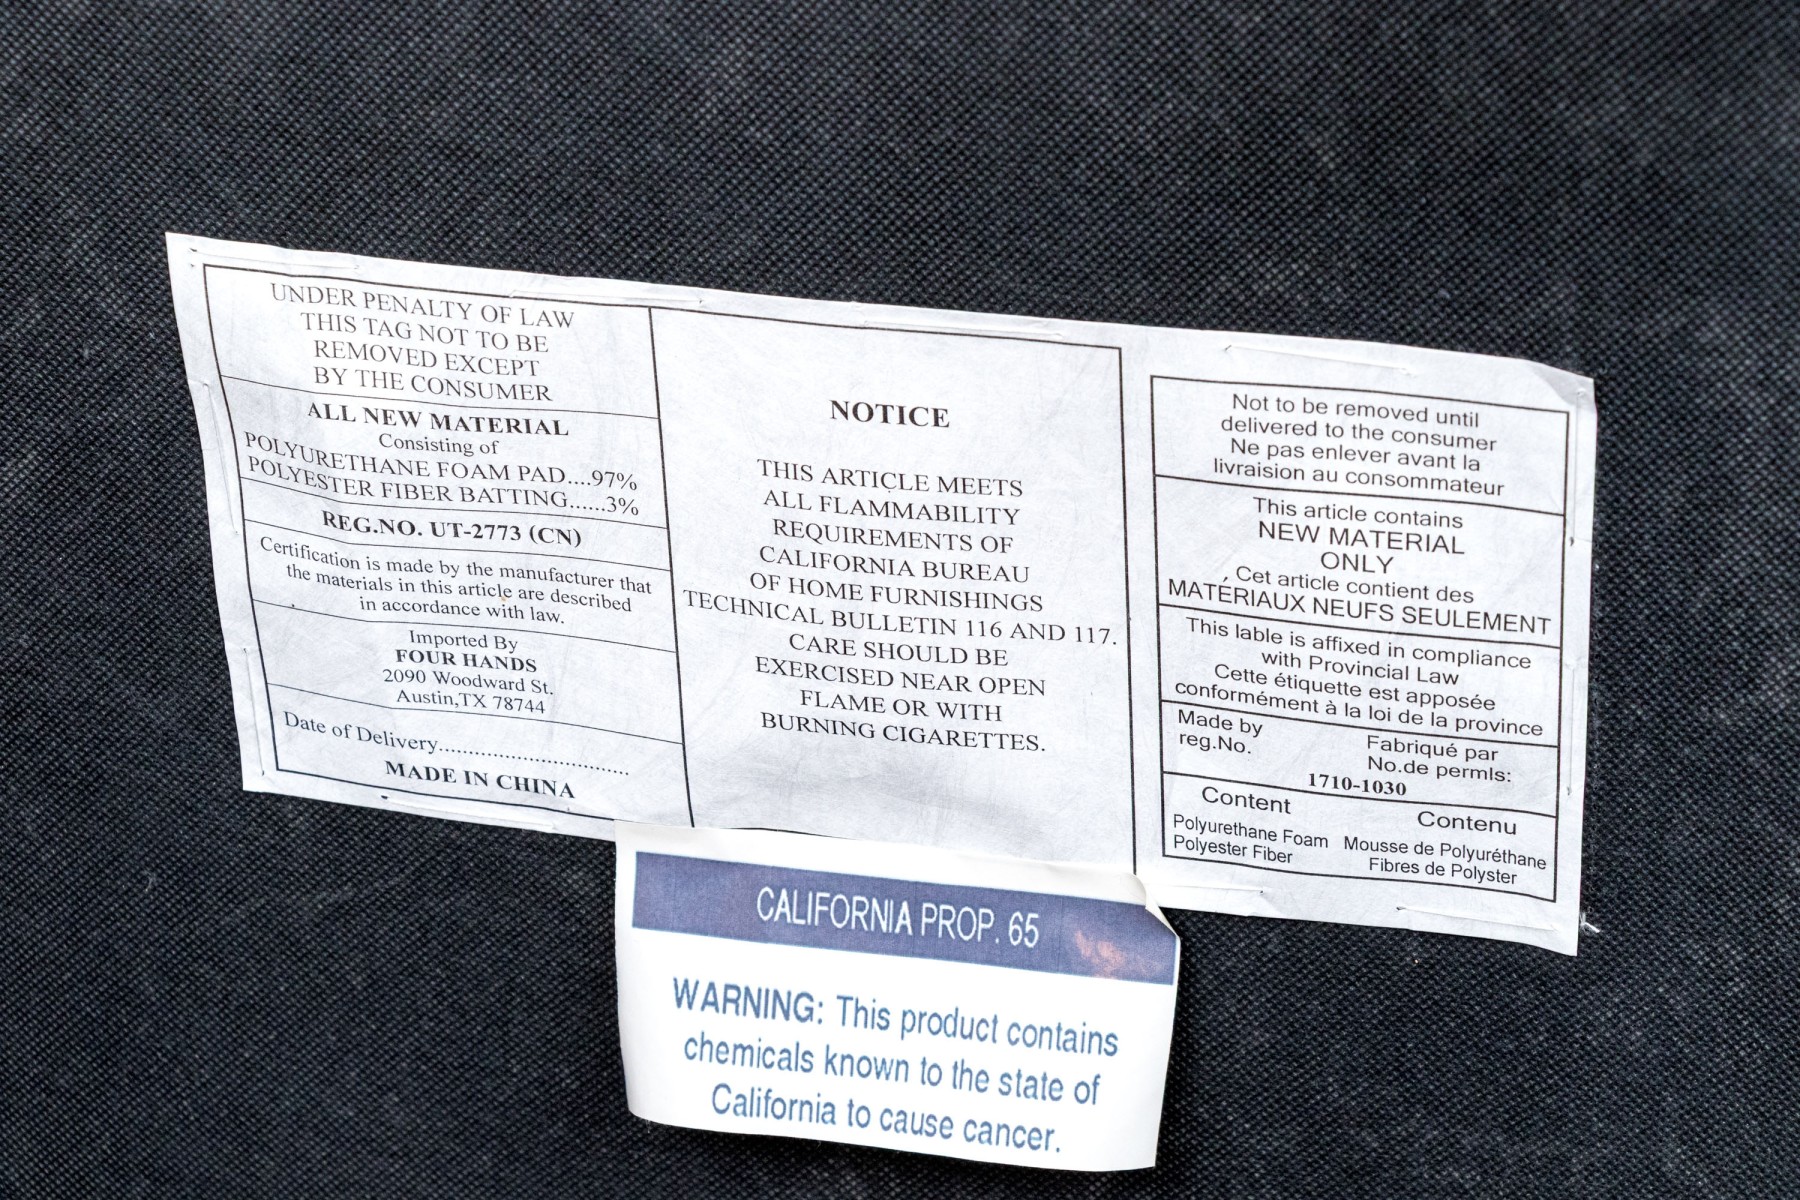 UNDER PENALTY OF LAW
THIS TAG NOT TO BE
REMOVED EXCEPT
BY THE CONSUMER
ALL NEW MATERIAL
Consisting of
POLYURETHANE FOAM PAD....97%
POLYESTER FIBER BATTING......3%
REG.NO. UT-2773 (CN)
Certification is made by the manufacturer that
the materials in this article are described
in accordance with law.
Imported By
FOUR HANDS
2090 Woodward St.
Austin,TX 78744
Date of Delivery..................................
MADE IN CHINA
NOTICE
THIS ARTICLE MEETS
ALL FLAMMABILITY
REQUIREMENTS OF
CALIFORNIA BUREAU
OF HOME FURNISHINGS
TECHNICAL BULLETIN 116 AND 117.
CARE SHOULD BE
EXERCISED NEAR OPEN
FLAME OR WITH
BURNING CIGARETTES.
Not to be removed until
delivered to the consumer
Ne pas enlever avant la
livraision au consommateur
This article contains
NEW MATERIAL
ONLY
Cet article contient des
MATÉRIAUX NEUFS SEULEMENT
This lable is affixed in compliance
with Provincial Law
Cette étiquette est apposée
conformément à la loi de la province
Made by Fabriqué par
reg.No. No.de permls:
1710-1030
Content Contenu
Polyurethane Foam Mousse de Polyuréthane
Polyester Fiber Fibres de Polyster
CALIFORNIA PROP. 65
WARNING: This product contains
chemicals known to the state of
California to cause cancer.